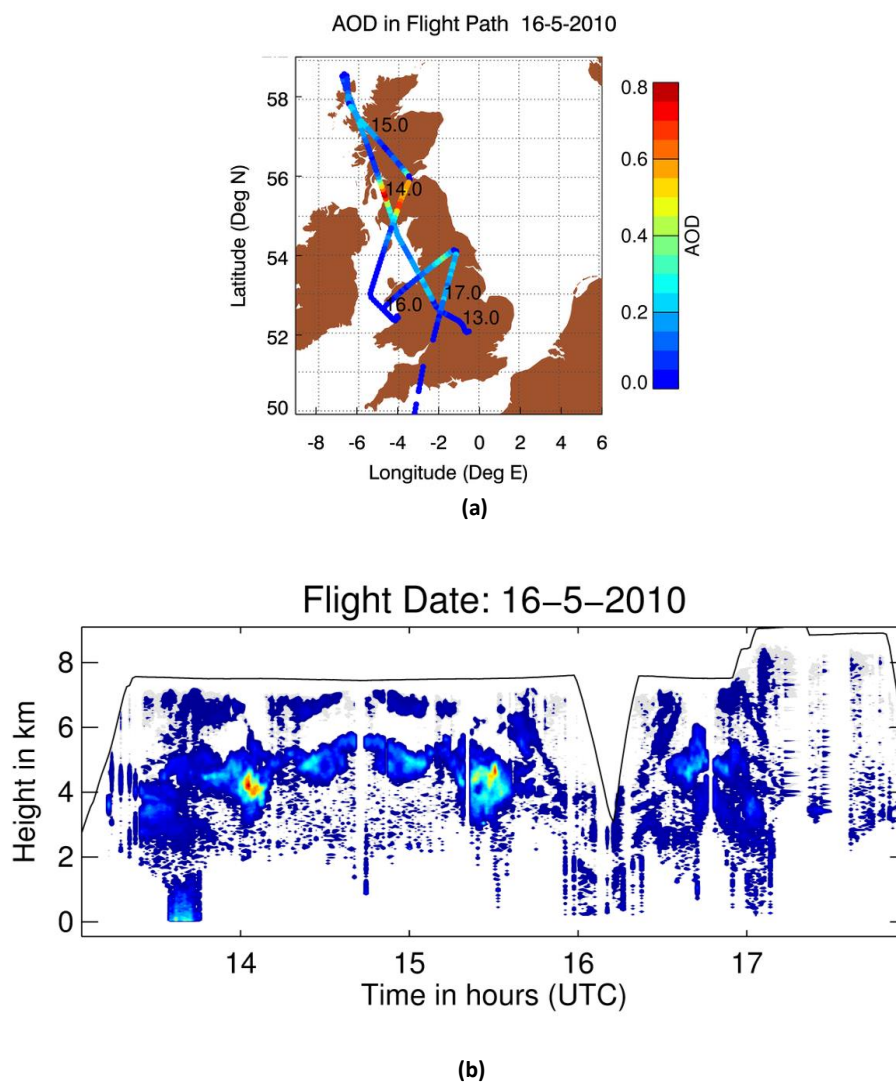 AOD in Flight Path 16-5-2010
58
56
54
52
50
Latitude (Deg N)
15.0
14.0
16.0
17.0
13.0
-8 -6 -4 -2 0 2 4 6
Longitude (Deg E)
0.8
0.6
0.4
0.2
0.0
AOD
(a)
Flight Date: 16-5-2010
8
6
4
2
0
Height in km
14 15 16 17
Time in hours (UTC)
(b)